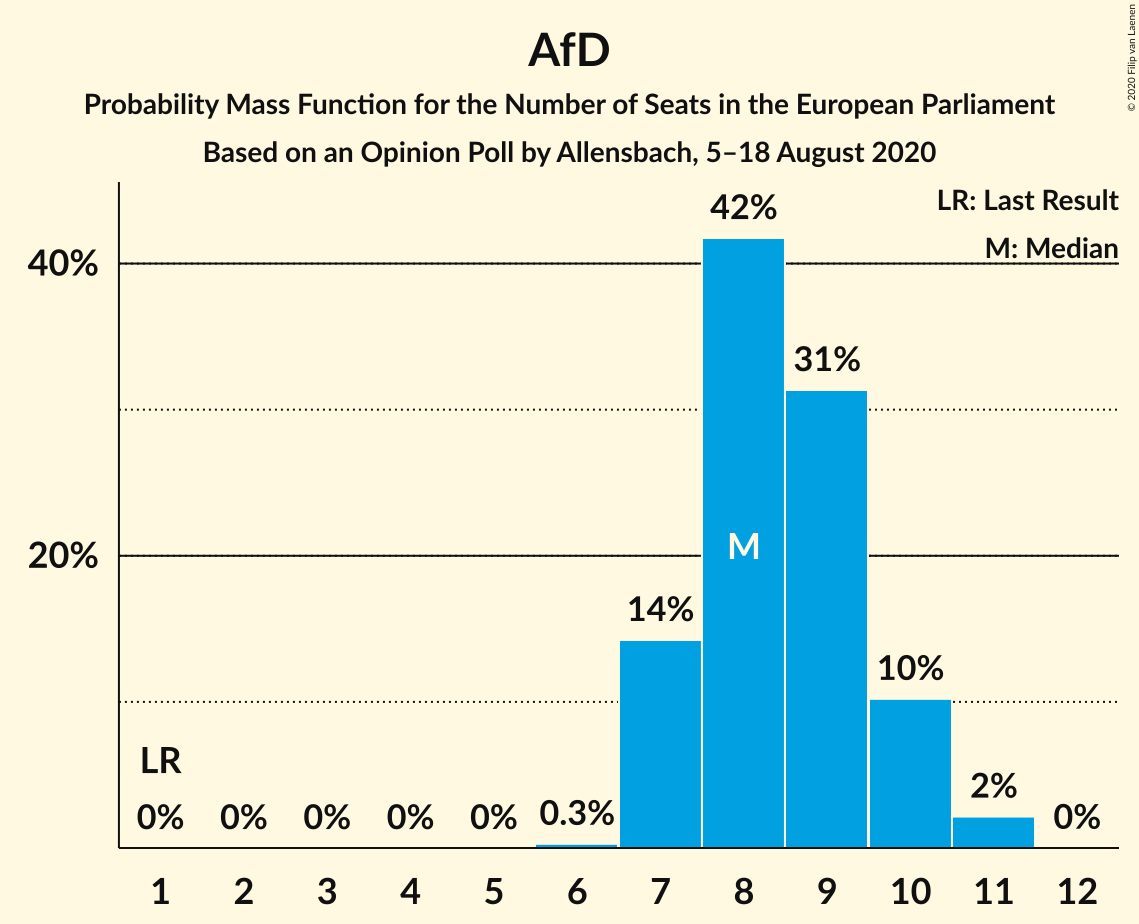 AfD
Probability Mass Function for the Number of Seats in the European Parliament
Based on an Opinion Poll by Allensbach, 5–18 August 2020
© 2020 Filip van Laenen
LR: Last Result
M: Median
42%
40%
31%
20%
M
14%
10%
LR
0% 0% 0% 0% 0% 0.3% 2% 0%
1 2 3 4 5 6 7 8 9 10 11 12